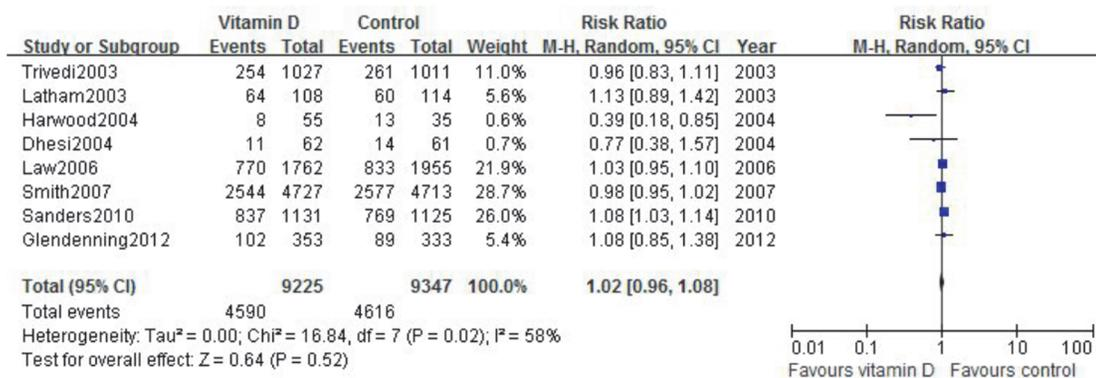 Vitamin D Control Risk Ratio Risk Ratio
Study or Subgroup Events Total Events Total Weight M-H, Random, 95% CI Year M-H, Random, 95% CI
Trivedi2003 254 1027 261 1011 11.0% 0.96 [0.83, 1.11] 2003
Latham2003 64 108 60 114 5.6% 1.13 [0.89, 1.42] 2003
Harwood2004 8 55 13 35 0.6% 0.39 [0.18, 0.85] 2004
Dhesi2004 11 62 14 61 0.7% 0.77 [0.38, 1.57] 2004
Law2006 770 1762 833 1955 21.9% 1.03 [0.95, 1.10] 2006
Smith2007 2544 4727 2577 4713 28.7% 0.98 [0.95, 1.02] 2007
Sanders2010 837 1131 769 1125 26.0% 1.08 [1.03, 1.14] 2010
Glendenning2012 102 353 89 333 5.4% 1.08 [0.85, 1.38] 2012
Total (95% CI) 9225 9347 100.0% 1.02 [0.96, 1.08]
Total events 4590 4616
Heterogeneity: Tau² = 0.00; Chi² = 16.84, df = 7 (P = 0.02); I² = 58%
Test for overall effect: Z = 0.64 (P = 0.52)
0.01 0.1 1 10 100
Favours vitamin D Favours control